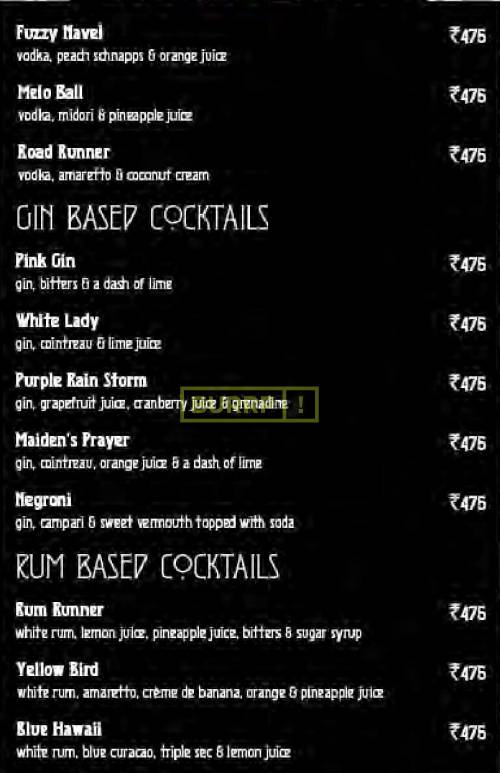 Fuzzy Navel ₹475
vodka, peach schnapps & orange juice
Melo Ball ₹475
vodka, midori & pineapple juice
Road Runner ₹475
vodka, amaretto & coconut cream
GIN BASED COCKTAILS
Pink Gin ₹475
gin, bitters & a dash of lime
White Lady ₹475
gin, cointreau & lime juice
Purple Rain Storm ₹475
gin, grapefruit juice, cranberry juice & grenadine
BURRP!
Maiden's Prayer ₹475
gin, cointreau, orange juice & a dash of lime
Negroni ₹475
gin, campari & sweet vermouth topped with soda
RUM BASED COCKTAILS
Rum Runner ₹475
white rum, lemon juice, pineapple juice, bitters & sugar syrup
Yellow Bird ₹475
white rum, amaretto, crème de banana, orange & pineapple juice
Blue Hawaii ₹475
white rum, blue curacao, triple sec & lemon juice